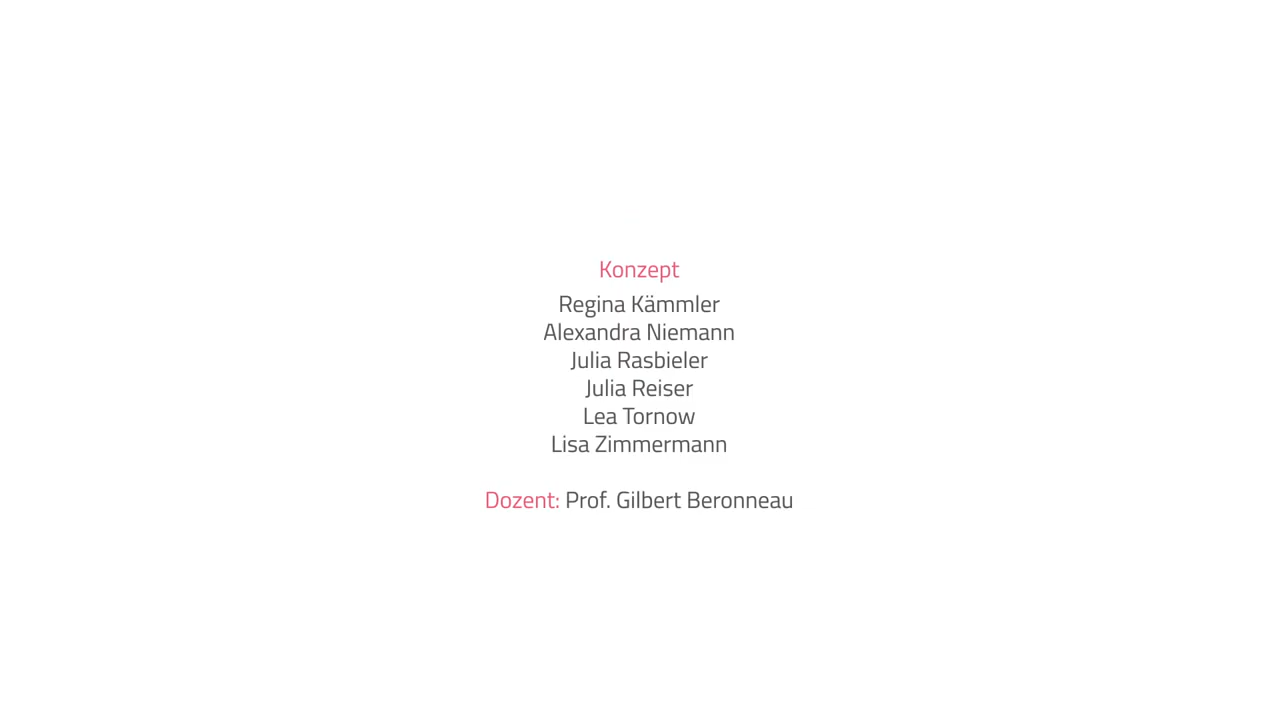 Konzept
Regina Kämmler
Alexandra Niemann
Julia Rasbieler
Julia Reiser
Lea Tornow
Lisa Zimmermann
Dozent: Prof. Gilbert Beronneau